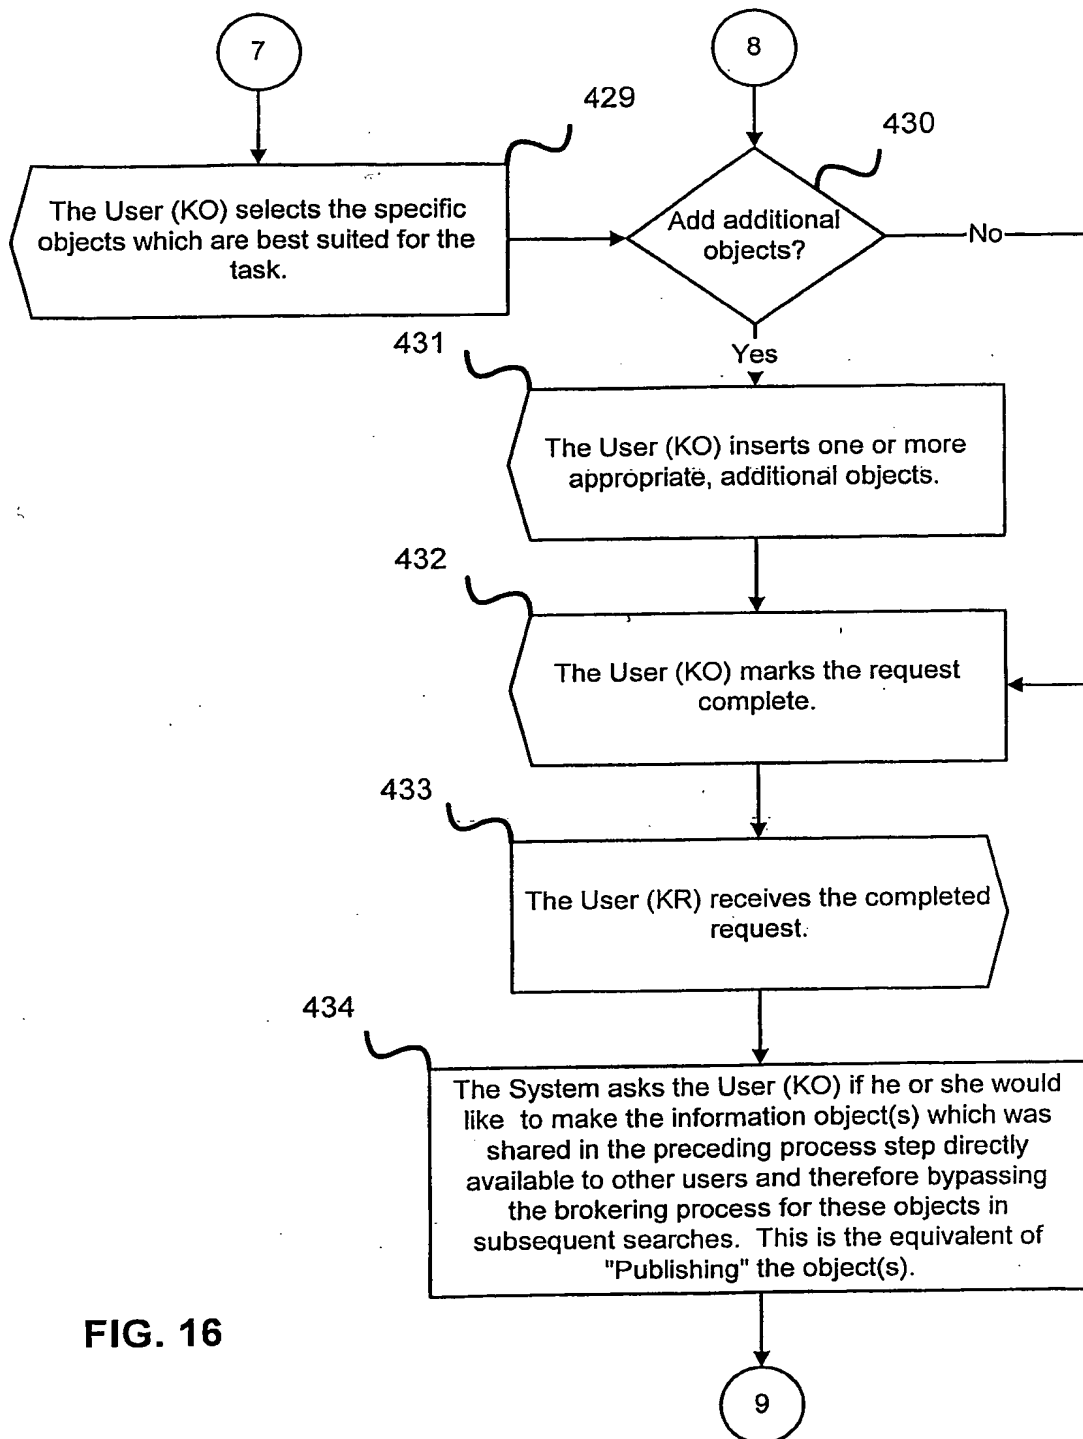 7
8
429
430
The User (KO) selects the specific
objects which are best suited for the
task.
Add additional
objects?
No
431
Yes
The User (KO) inserts one or more
appropriate, additional objects.
432
The User (KO) marks the request
complete.
433
The User (KR) receives the completed
request.
434
The System asks the User (KO) if he or she would
like to make the information object(s) which was
shared in the preceding process step directly
available to other users and therefore bypassing
the brokering process for these objects in
subsequent searches. This is the equivalent of
"Publishing" the object(s).
FIG. 16
9